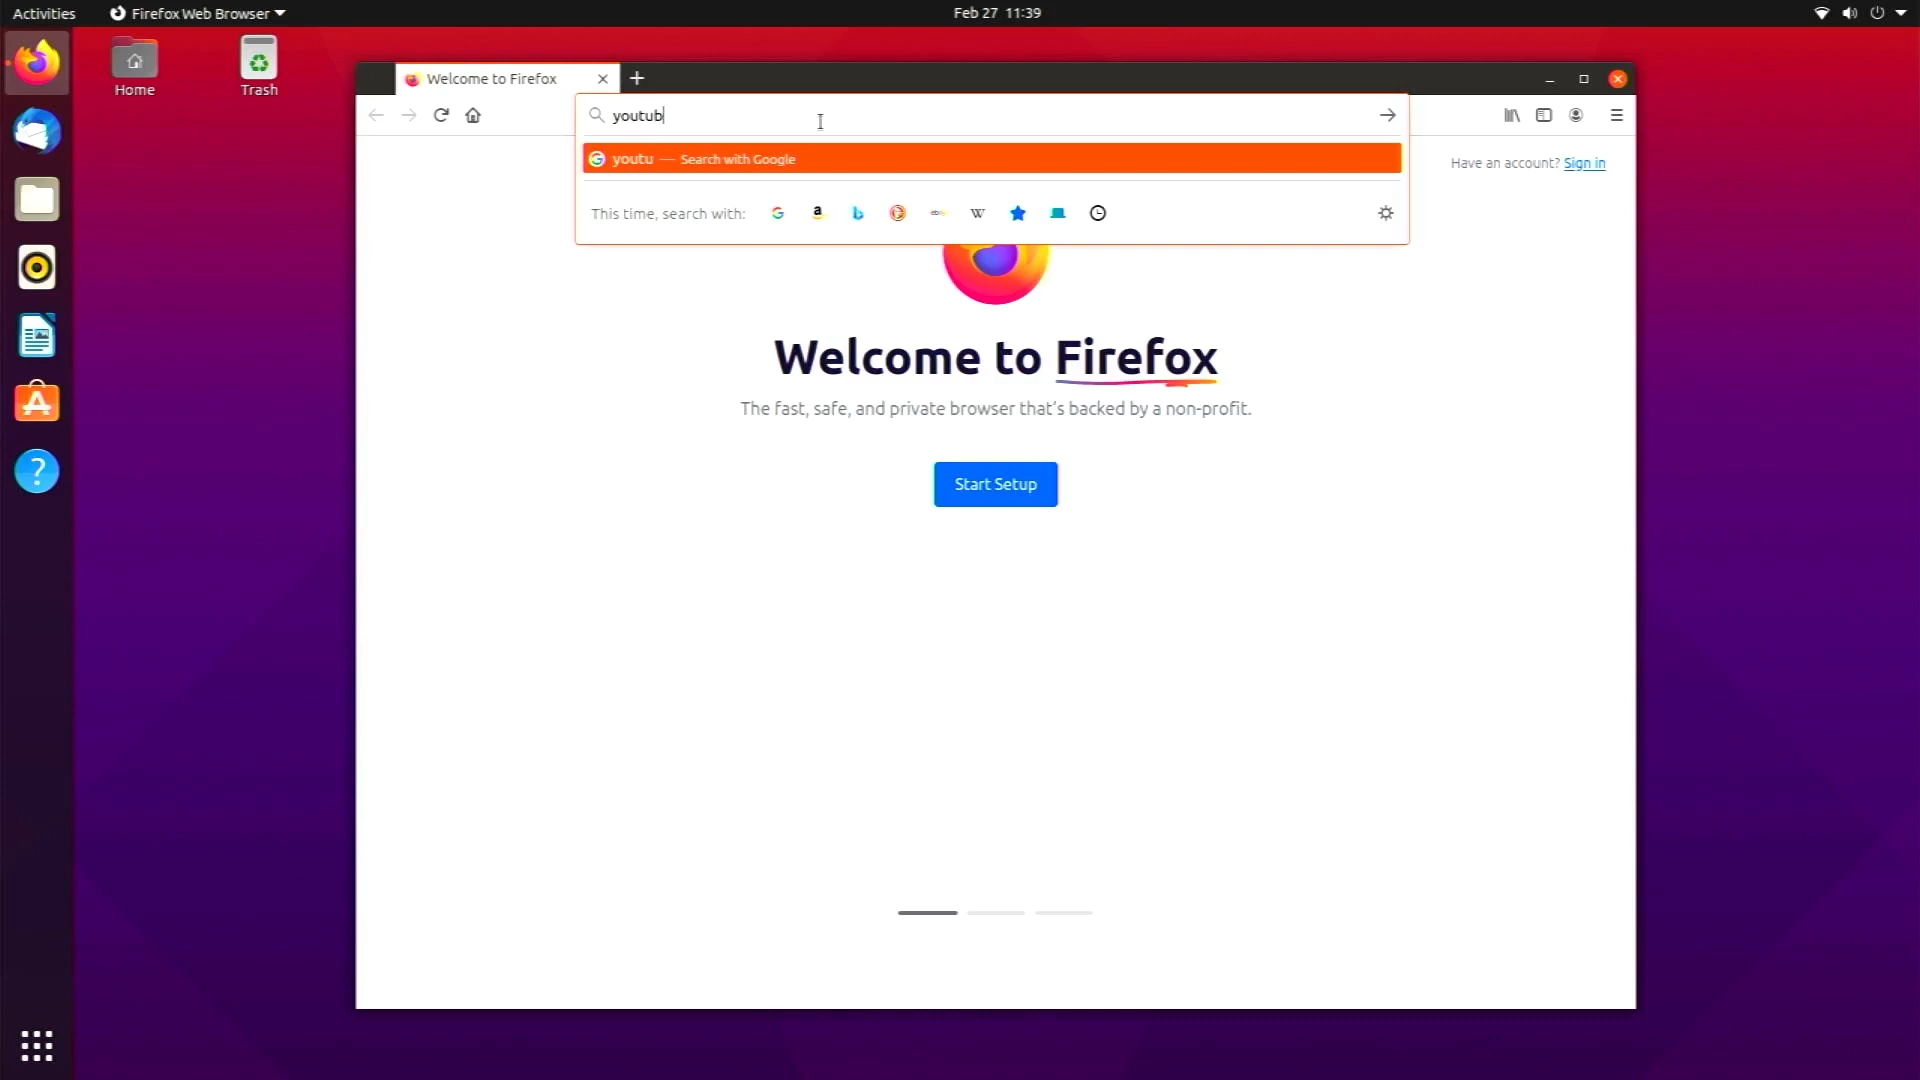 Activities
Firefox Web Browser
Feb 27 11:39
Home
Trash
Welcome to Firefox
youtub
youtu — Search with Google
This time, search with:
Have an account? Sign in
Welcome to Firefox
The fast, safe, and private browser that's backed by a non-profit.
Start Setup